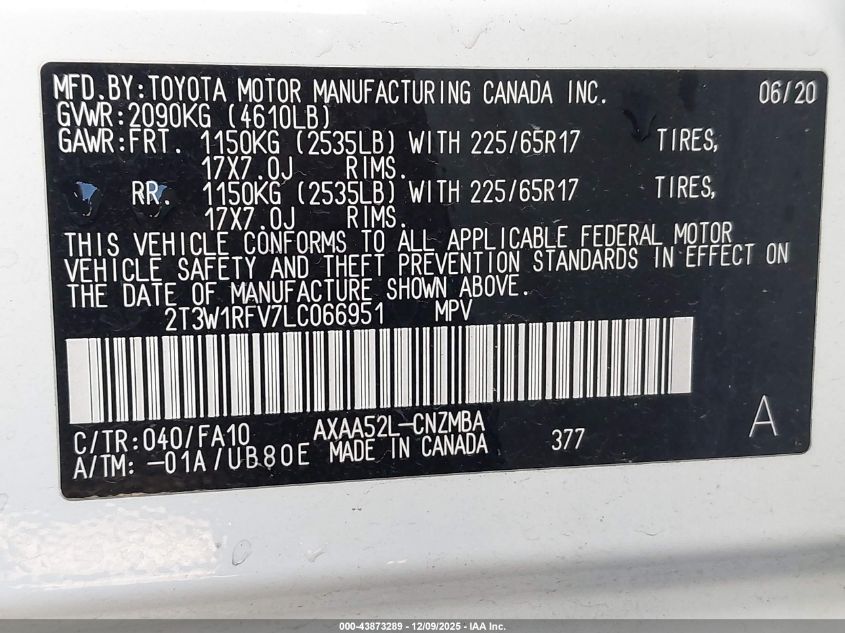 MFD.BY:TOYOTA MOTOR MANUFACTURING CANADA INC. 06/20
GVWR:2090KG (4610LB)
GAWR:FRT. 1150KG (2535LB) WITH 225/65R17 TIRES,
17X7.0J RIMS.
RR. 1150KG (2535LB) WITH 225/65R17 TIRES,
17X7.0J RIMS.
THIS VEHICLE CONFORMS TO ALL APPLICABLE FEDERAL MOTOR
VEHICLE SAFETY AND THEFT PREVENTION STANDARDS IN EFFECT ON
THE DATE OF MANUFACTURE SHOWN ABOVE.
2T3W1RFV7LC066951 MPV
C/TR:040/FA10 AXAA52L-CNZMBA 377 A
A/TM: -01A/UB80E MADE IN CANADA
000-43873289 - 12/09/2025 - IAA Inc.